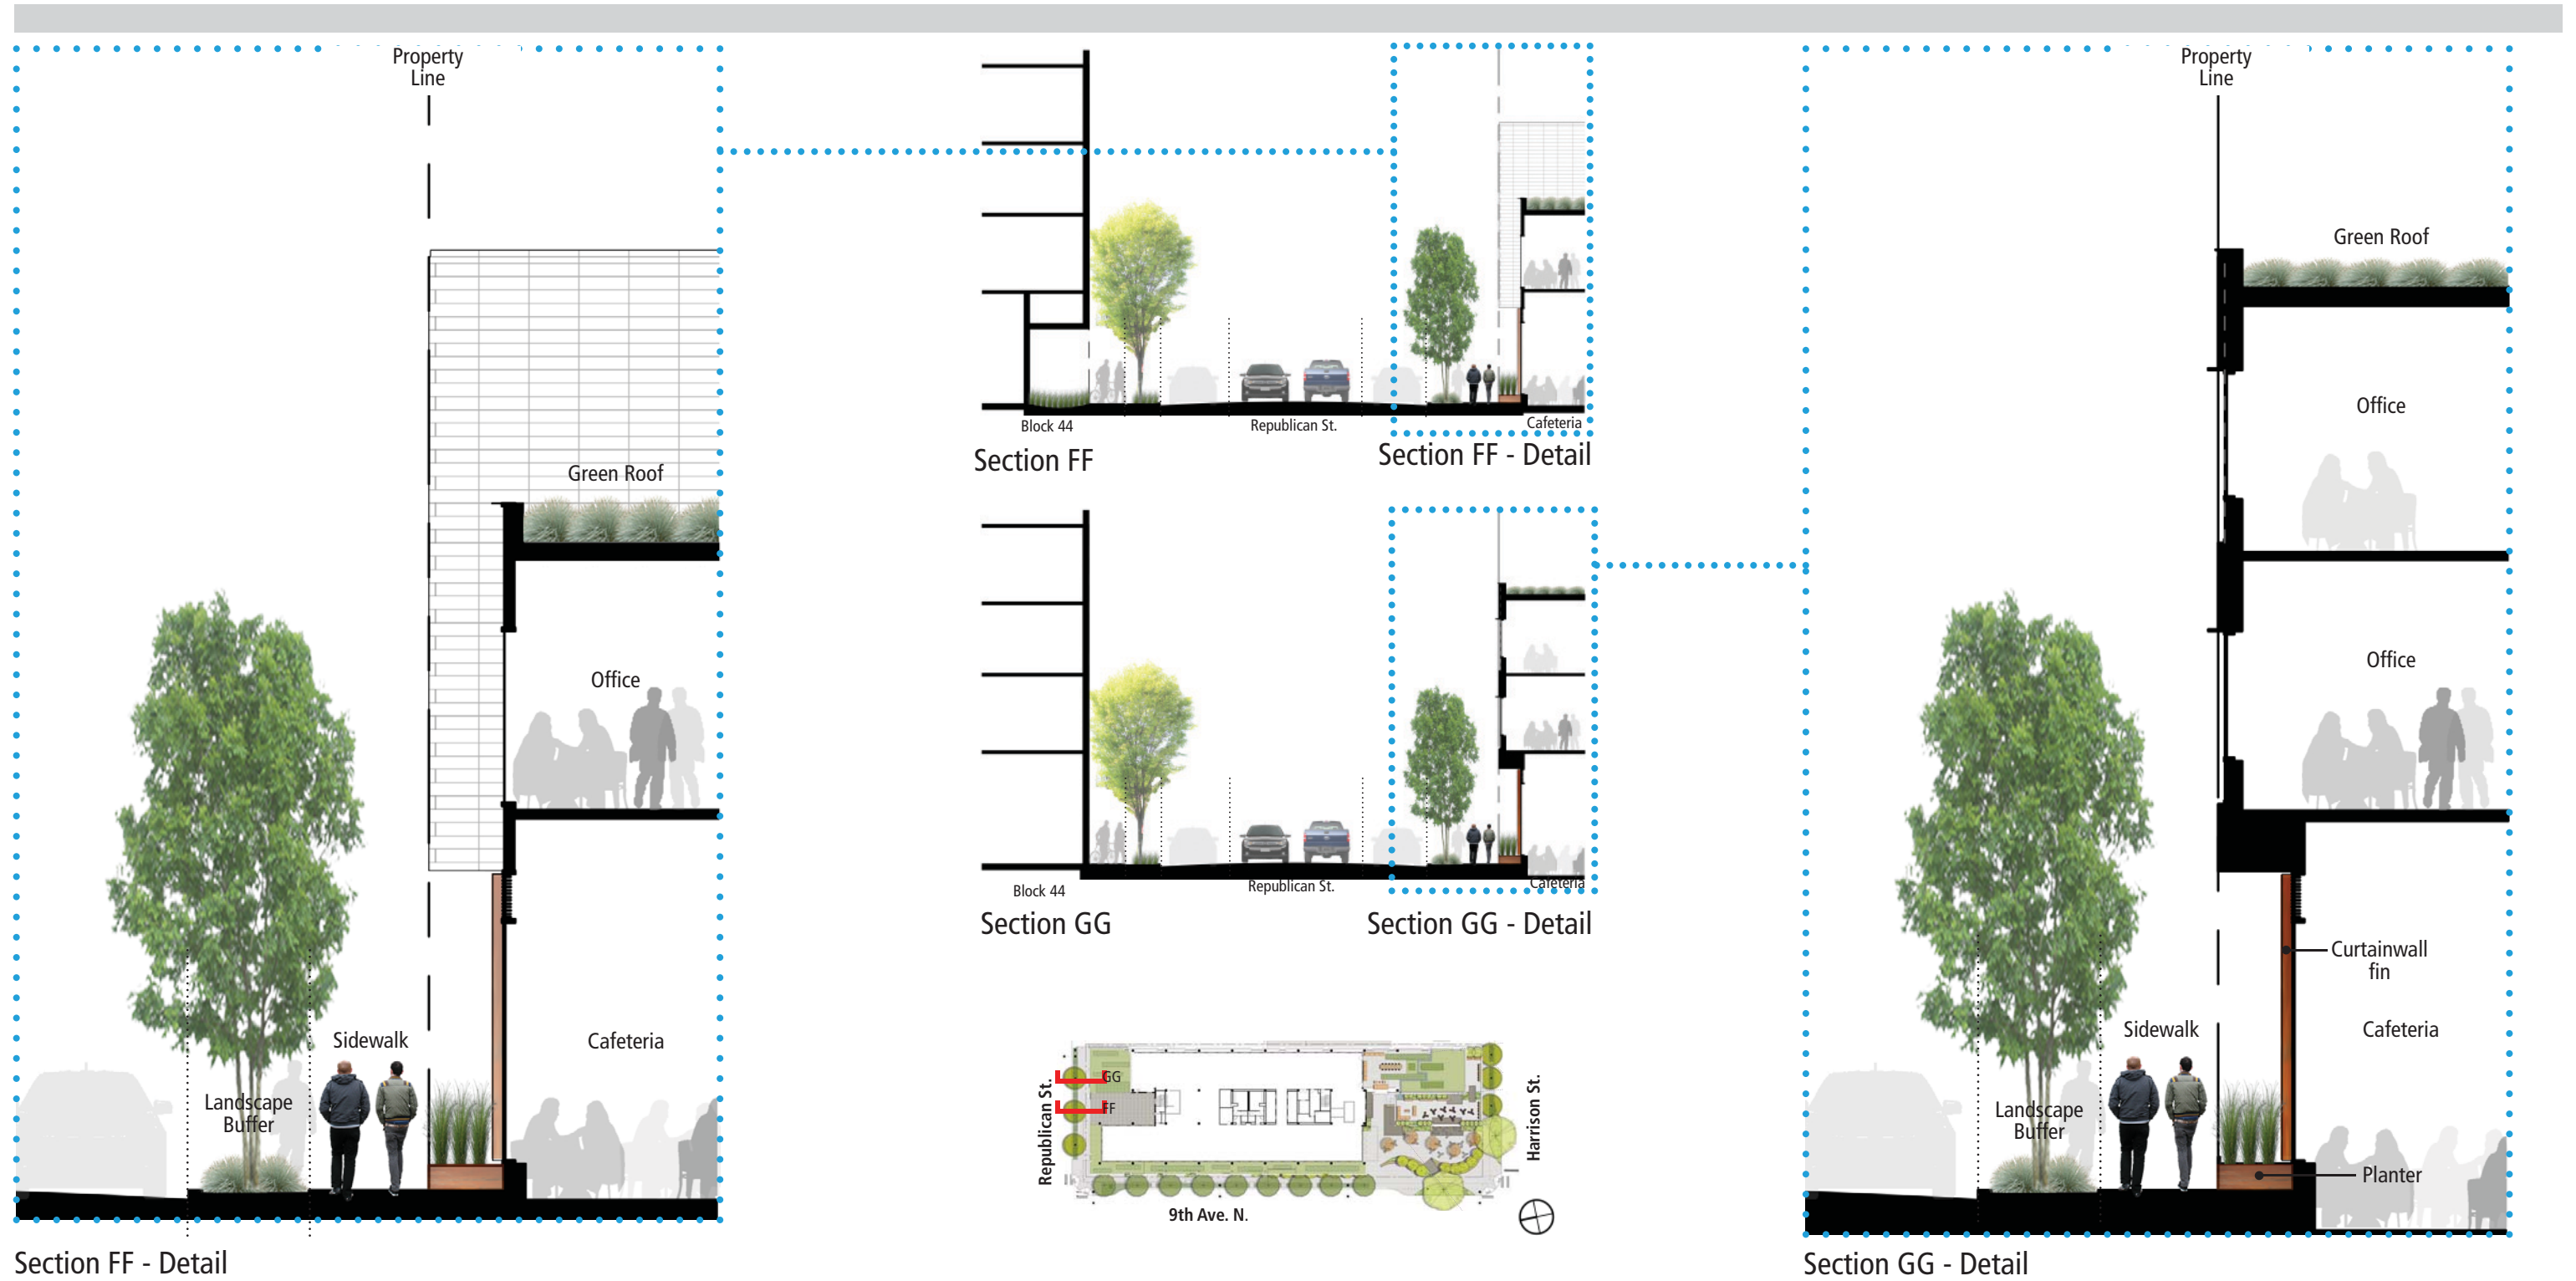 Property
Line
Green Roof
Office
Cafeteria
Sidewalk
Landscape
Buffer
Section FF - Detail
Block 44
Republican St.
Cafeteria
Section FF
Section FF - Detail
Block 44
Republican St.
Cafeteria
Section GG
Section GG - Detail
GG
FF
Republican St.
Harrison St.
9th Ave. N.
Property
Line
Green Roof
Office
Office
Curtainwall
fin
Cafeteria
Sidewalk
Landscape
Buffer
Planter
Section GG - Detail